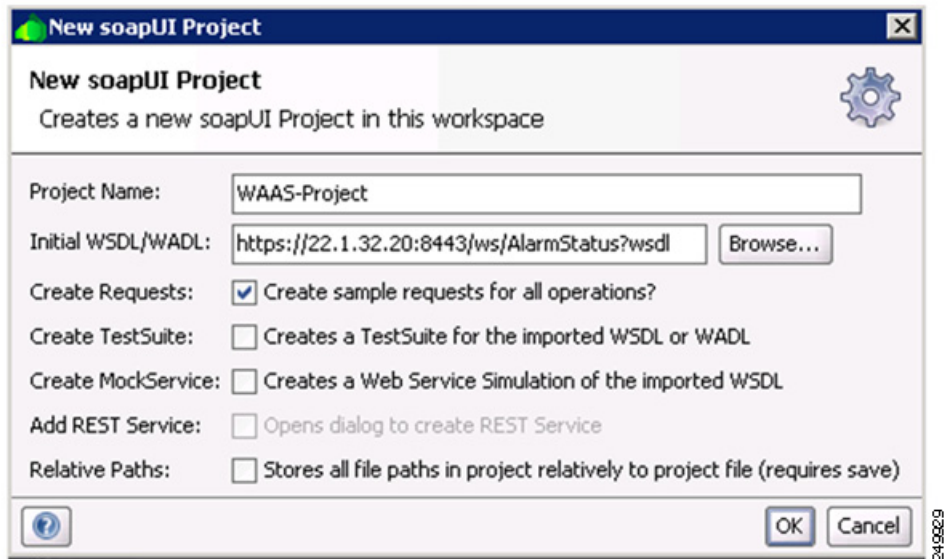 New soapUI Project
New soapUI Project
Creates a new soapUI Project in this workspace
Project Name: WAAS-Project
Initial WSDL/WADL: https://22.1.32.20:8443/ws/AlarmStatus?wsdl Browse...
Create Requests: Create sample requests for all operations?
Create TestSuite: Creates a TestSuite for the imported WSDL or WADL
Create MockService: Creates a Web Service Simulation of the imported WSDL
Add REST Service: Opens dialog to create REST Service
Relative Paths: Stores all file paths in project relatively to project file (requires save)
? OK Cancel
249929